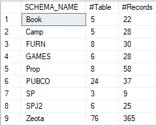 SCHEMA_NAME #Table #Records
1 Book 5 22
2 Camp 5 28
3 FURN 8 30
4 GAMES 6 28
5 Prop 8 58
6 PUBCO 24 37
7 SP 3 9
8 SPJ2 6 25
9 Zeota 76 365